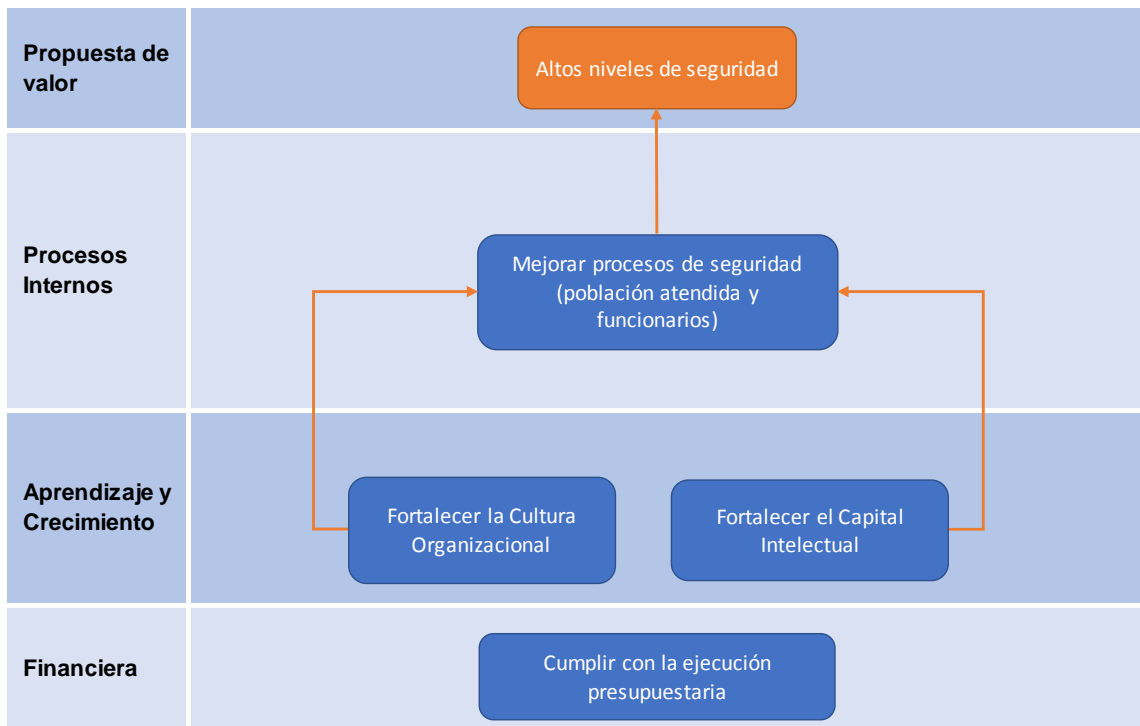 Propuesta de
valor
Altos niveles de seguridad
Procesos
Internos
Mejorar procesos de seguridad
(población atendida y
funcionarios)
Aprendizaje y
Crecimiento
Fortalecer la Cultura
Organizacional
Fortalecer el Capital
Intelectual
Financiera
Cumplir con la ejecución
presupuestaria